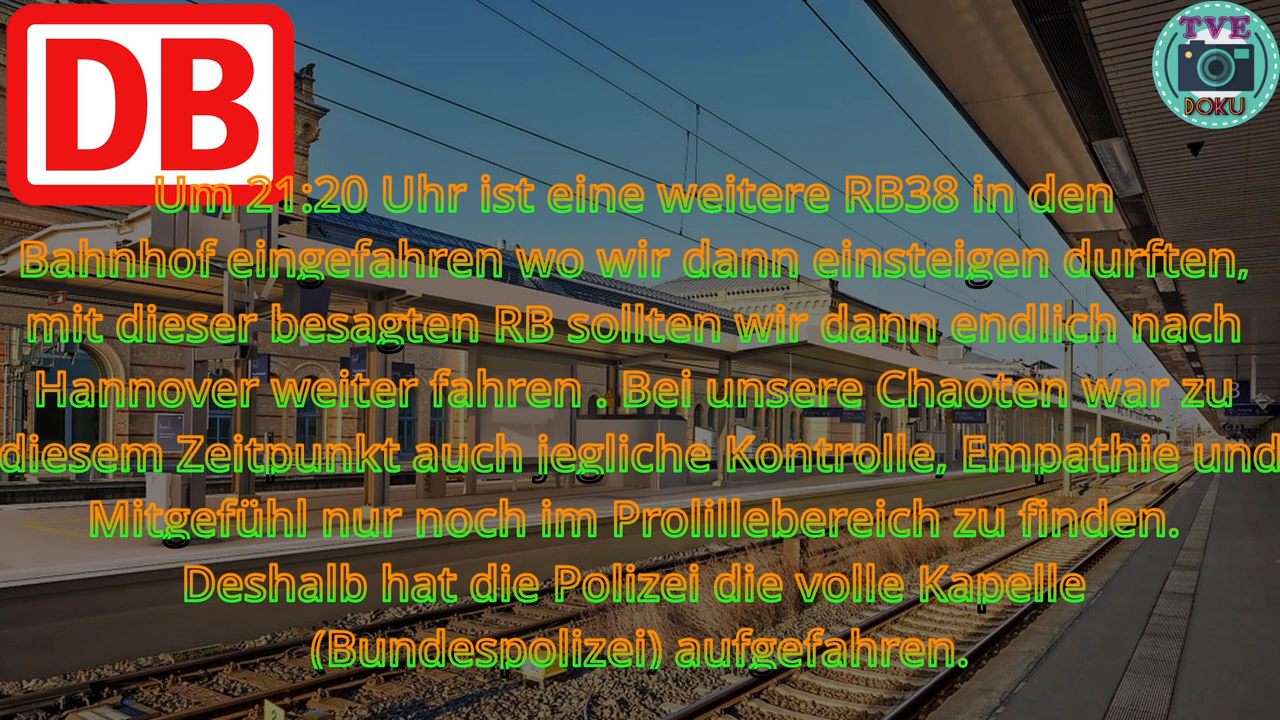 DB
TVE
DOKU
Um 21:20 Uhr ist eine weitere RB38 in den
Bahnhof eingefahren wo wir dann einsteigen durften,
mit dieser besagten RB sollten wir dann endlich nach
Hannover weiter fahren . Bei unsere Chaoten war zu
diesem Zeitpunkt auch jegliche Kontrolle, Empathie und
Mitgefühl nur noch im Prolillebereich zu finden.
Deshalb hat die Polizei die volle Kapelle
(Bundespolizei) aufgefahren.